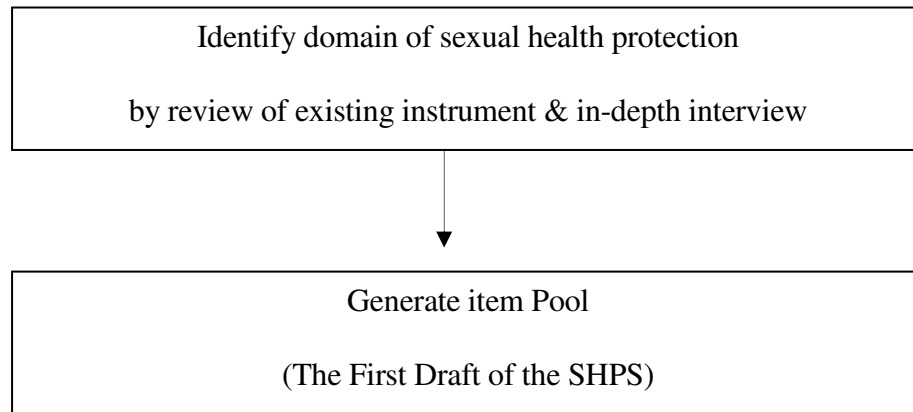 Identify domain of sexual health protection
by review of existing instrument & in-depth interview
Generate item Pool
(The First Draft of the SHPS)